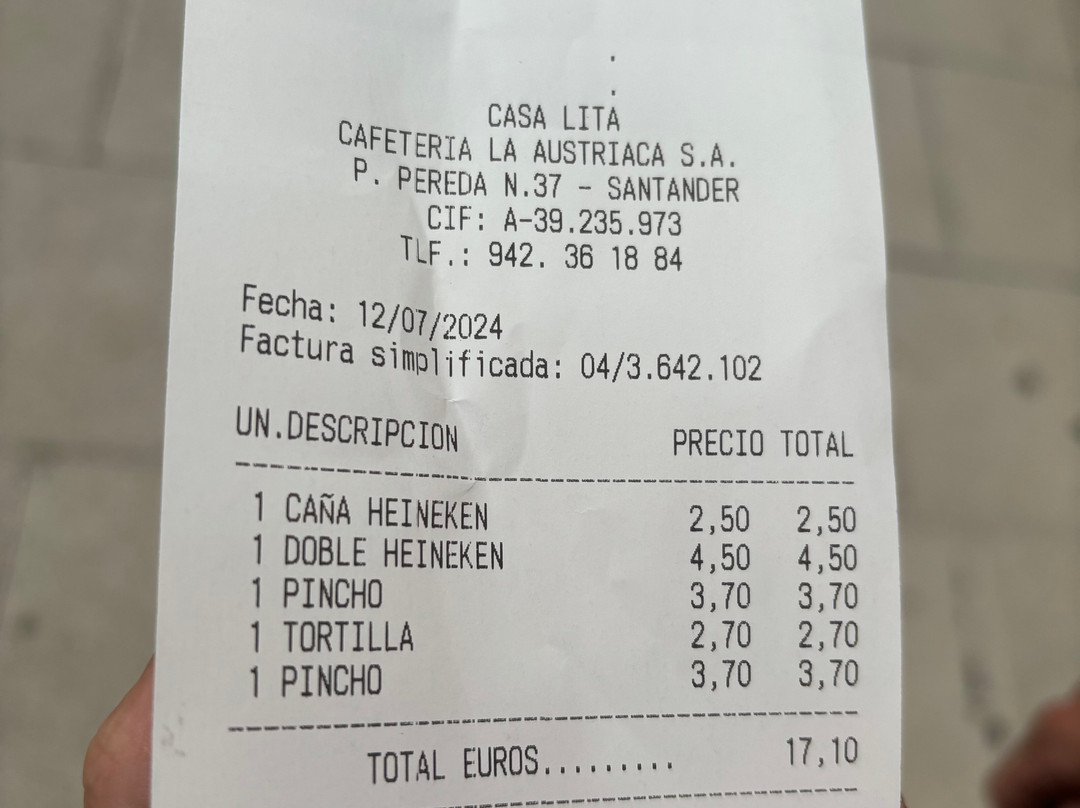 CASA LITA
CAFETERIA LA AUSTRIACA S.A.
P. PEREDA N.37 - SANTANDER
CIF: A-39.235.973
TLF.: 942. 36 18 84
Fecha: 12/07/2024
Factura simplificada: 04/3.642.102
UN.DESCRIPCION PRECIO TOTAL
1 CAÑA HEINEKEN 2,50 2,50
1 DOBLE HEINEKEN 4,50 4,50
1 PINCHO 3,70 3,70
1 TORTILLA 2,70 2,70
1 PINCHO 3,70 3,70
TOTAL EUROS......... 17,10